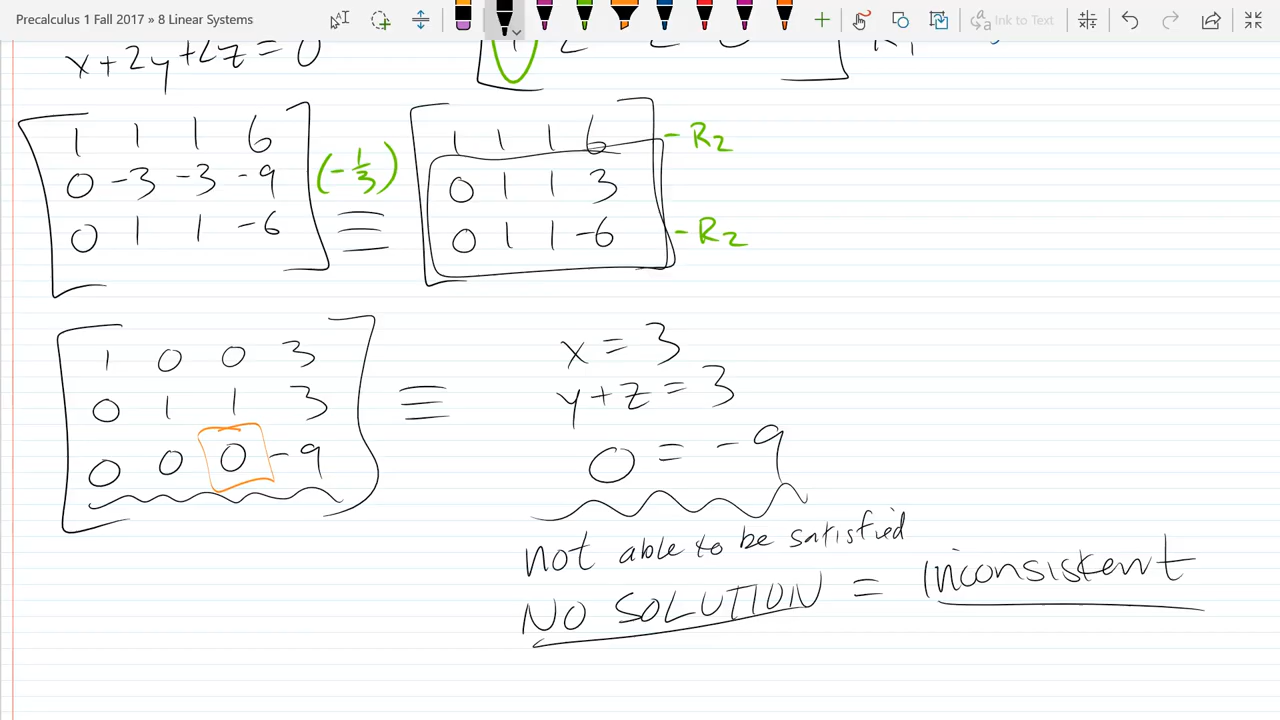 Precalculus 1 Fall 2017 » 8 Linear Systems
Ink to Text
x+2y+2z=0
R1
1 1 1 6
0 -3 -3 -9 (-1/3)
0 1 1 -6
≡
1 1 1 6 -R2
0 1 1 3
0 1 1 -6 -R2
1 0 0 3
0 1 1 3
0 0 0 -9
≡
x = 3
y+z = 3
0 = -9
not able to be satisfied
NO SOLUTION = inconsistent